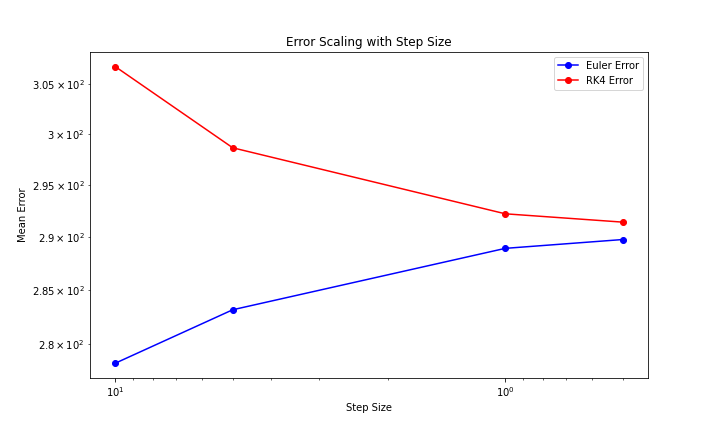 Error Scaling with Step Size
Euler Error
RK4 Error
3.05 × 10²
3 × 10²
2.95 × 10²
2.9 × 10²
2.85 × 10²
2.8 × 10²
Mean Error
10¹
10⁰
Step Size